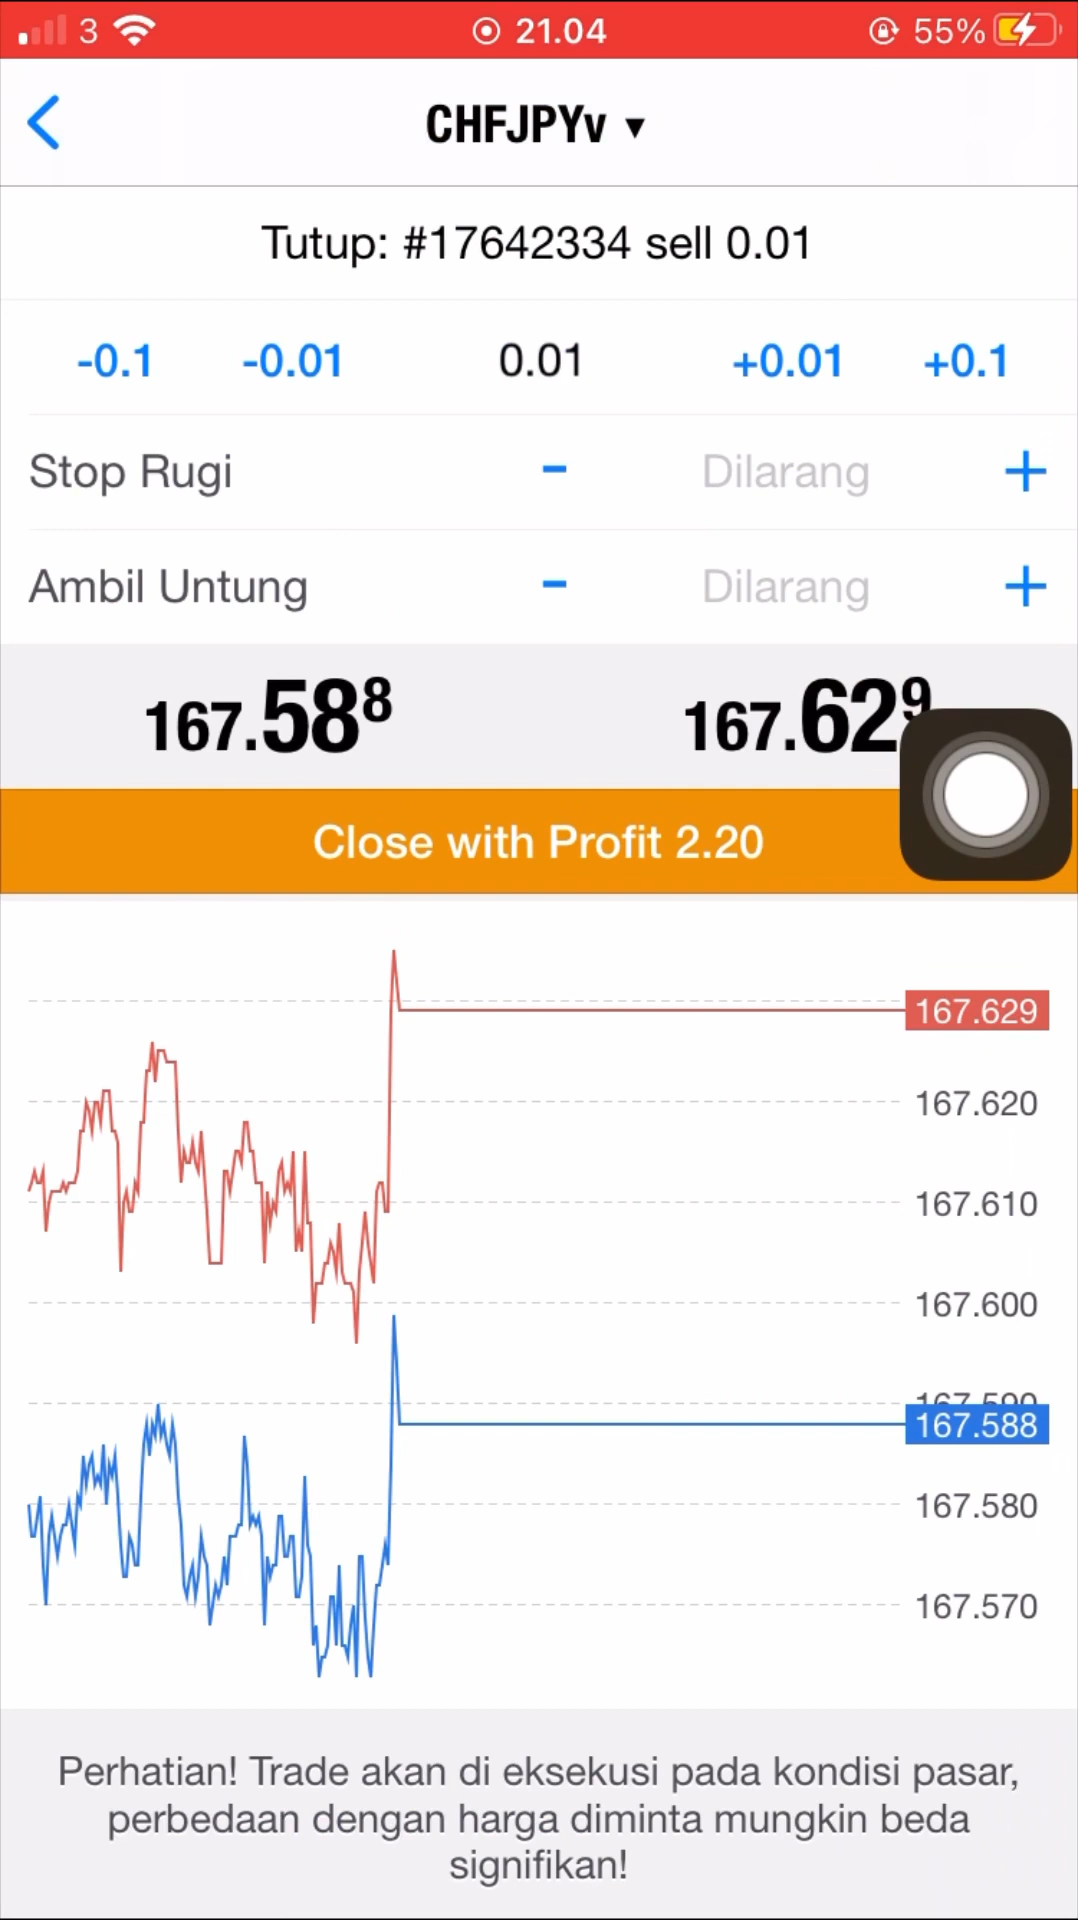 3 21.04 55%
CHFJPYv ▼
Tutup: #17642334 sell 0.01
-0.1 -0.01 0.01 +0.01 +0.1
Stop Rugi - Dilarang +
Ambil Untung - Dilarang +
167.588 167.629
Close with Profit 2.20
167.629
167.620
167.610
167.600
167.590
167.588
167.580
167.570
Perhatian! Trade akan di eksekusi pada kondisi pasar,
perbedaan dengan harga diminta mungkin beda
signifikan!